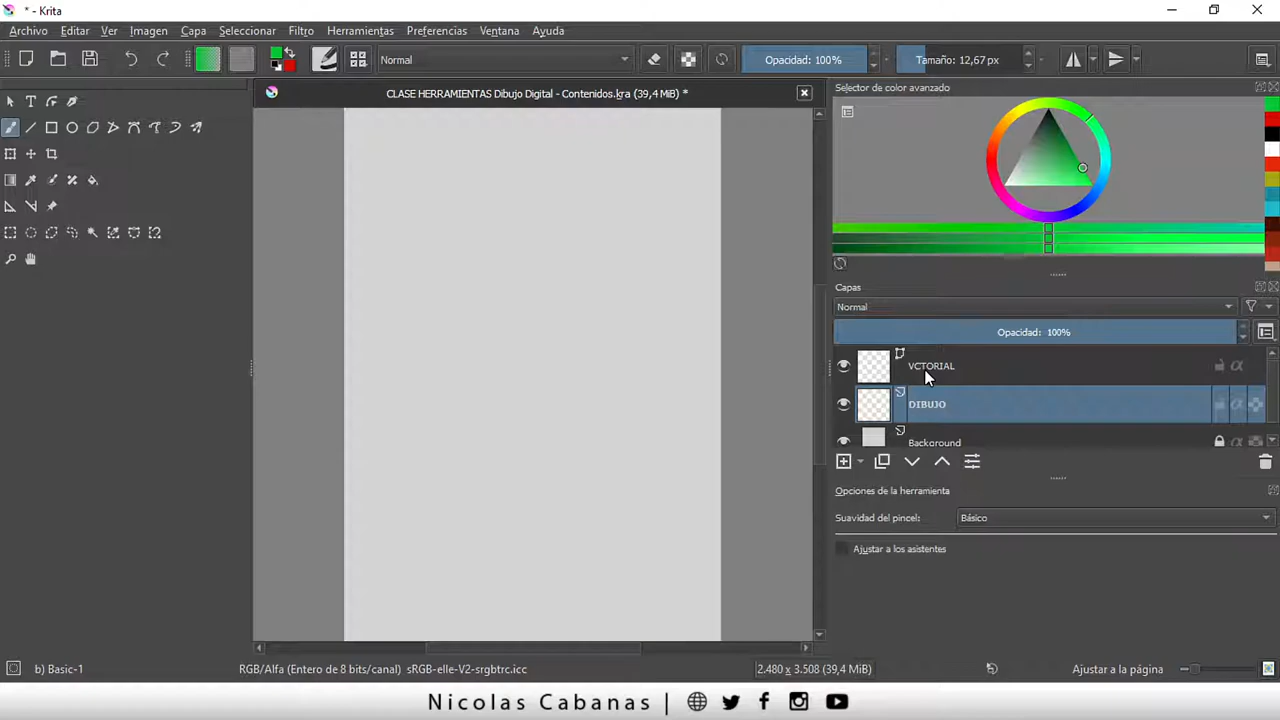 * - Krita
Archivo Editar Ver Imagen Capa Seleccionar Filtro Herramientas Preferencias Ventana Ayuda
Normal Opacidad: 100% Tamaño: 12,67 px
CLASE HERRAMIENTAS Dibujo Digital - Contenidos.kra (39,4 MiB) *
Selector de color avanzado
Capas
Normal
Opacidad: 100%
VCTORIAL
DIBUJO
Background
Opciones de la herramienta
Suavidad del pincel: Básico
Ajustar a los asistentes
b) Basic-1 RGB/Alfa (Entero de 8 bits/canal) sRGB-elle-V2-srgbtrc.icc 2.480 x 3.508 (39,4 MiB) Ajustar a la página
Nicolas Cabanas |